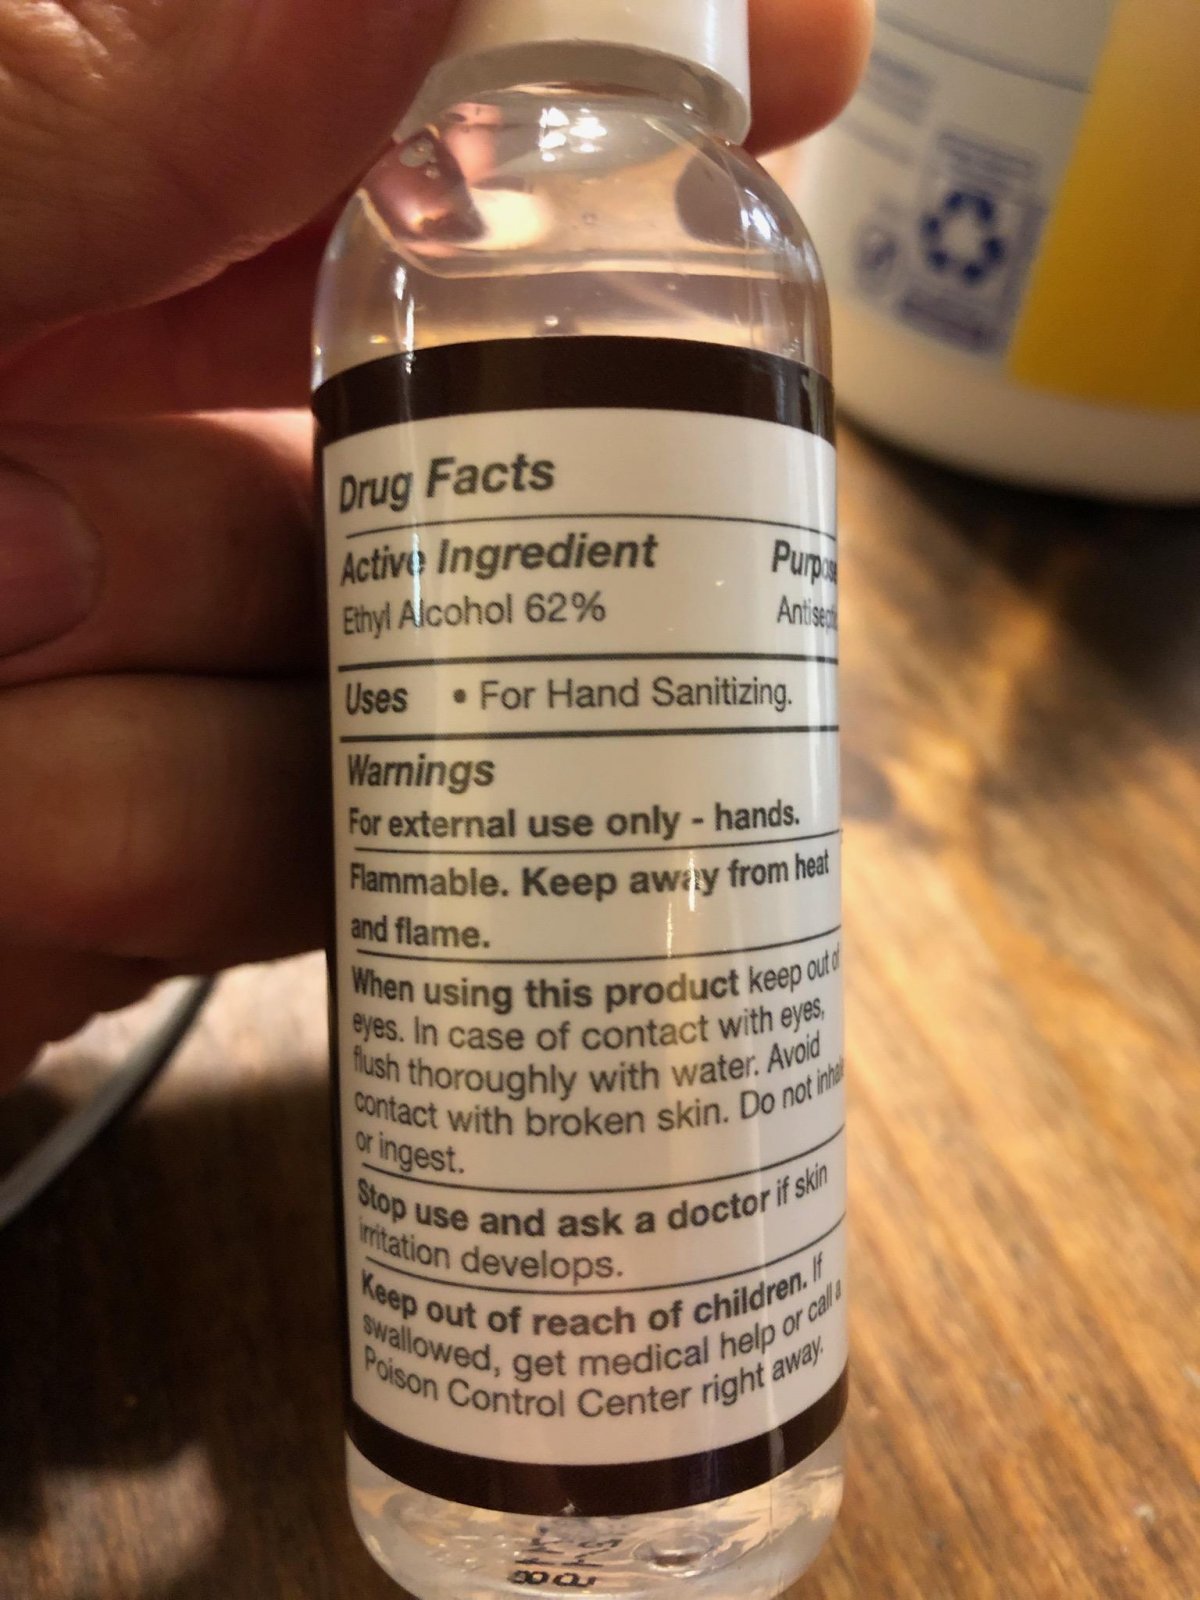 Drug Facts
Active Ingredient Purpose
Ethyl Alcohol 62% Antisept
Uses • For Hand Sanitizing.
Warnings
For external use only - hands.
Flammable. Keep away from heat
and flame.
When using this product keep out of
eyes. In case of contact with eyes,
flush thoroughly with water. Avoid
contact with broken skin. Do not inhale
or ingest.
Stop use and ask a doctor if skin
irritation develops.
Keep out of reach of children. If
swallowed, get medical help or call a
Poison Control Center right away.